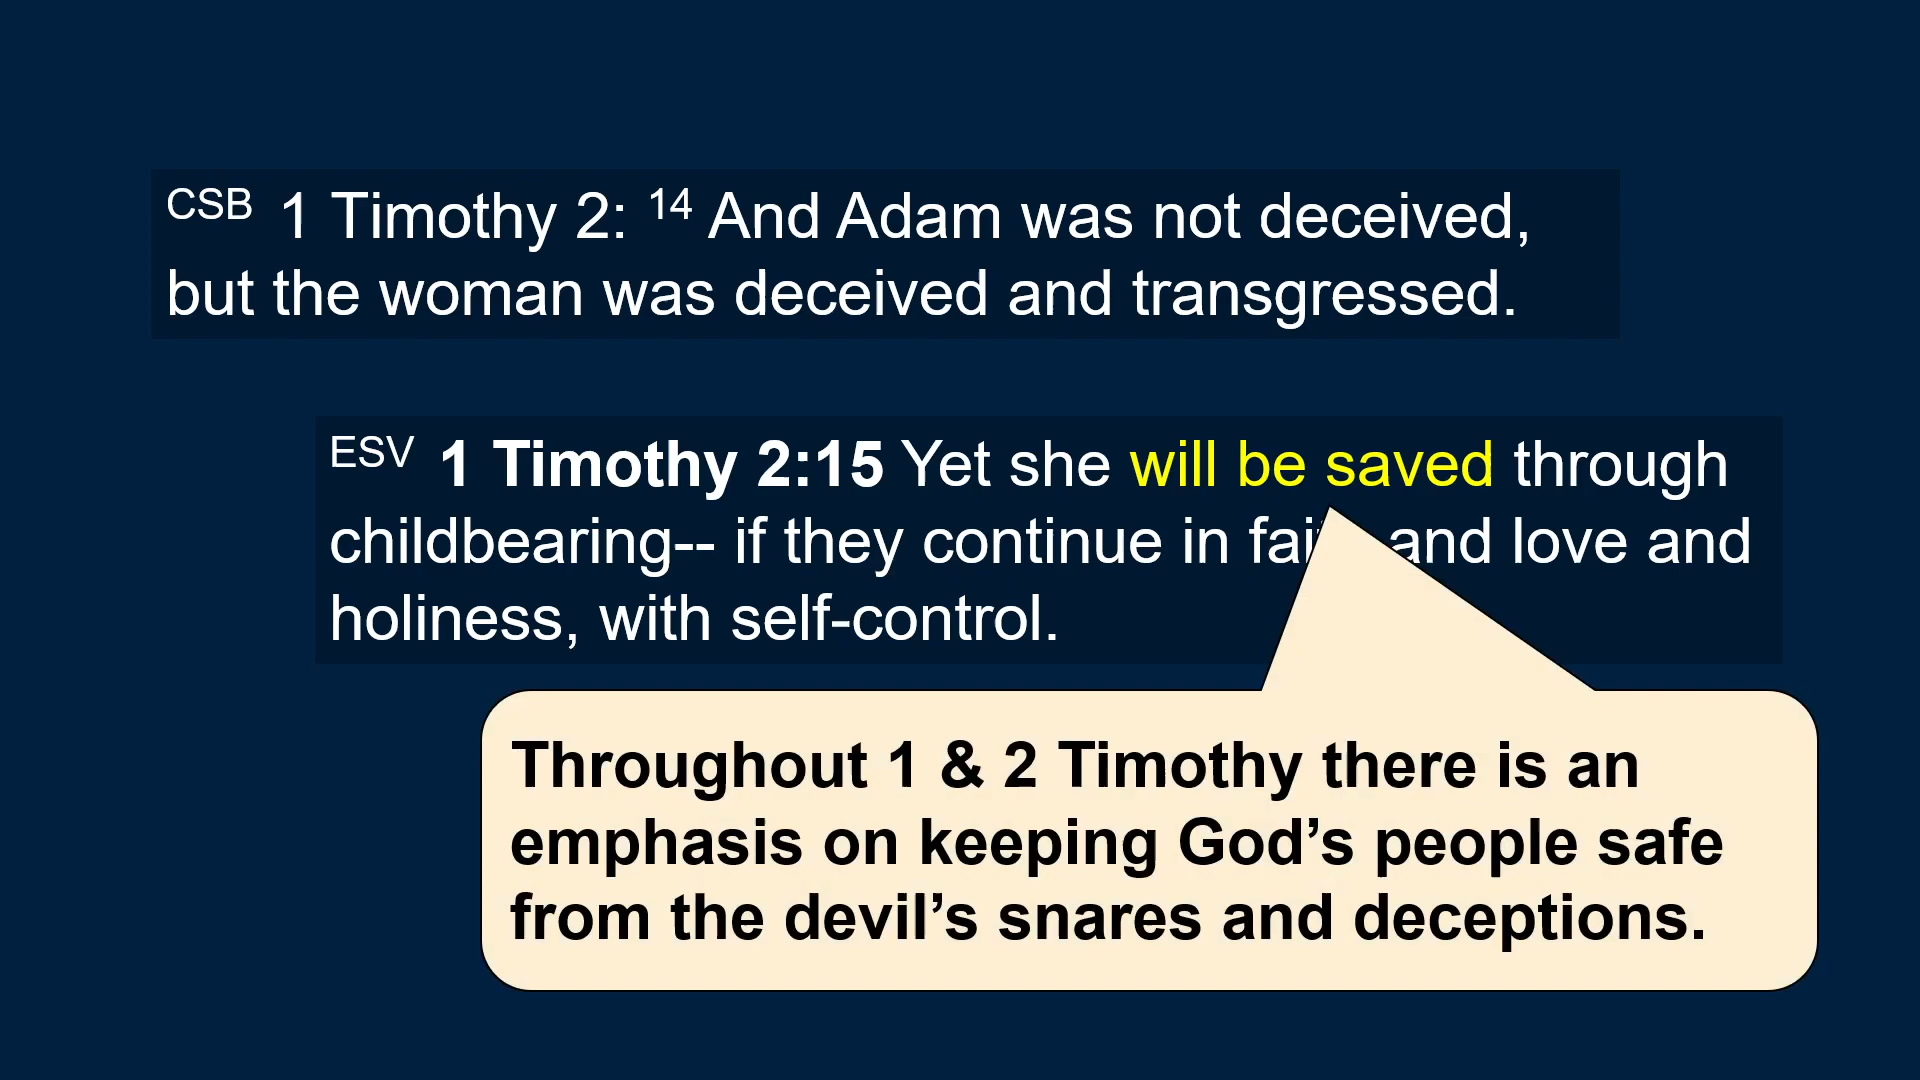 CSB 1 Timothy 2: 14 And Adam was not deceived,
but the woman was deceived and transgressed.
ESV 1 Timothy 2:15 Yet she will be saved through
childbearing-- if they continue in and love and
holiness, with self-control.
Throughout 1 & 2 Timothy there is an
emphasis on keeping God’s people safe
from the devil’s snares and deceptions.